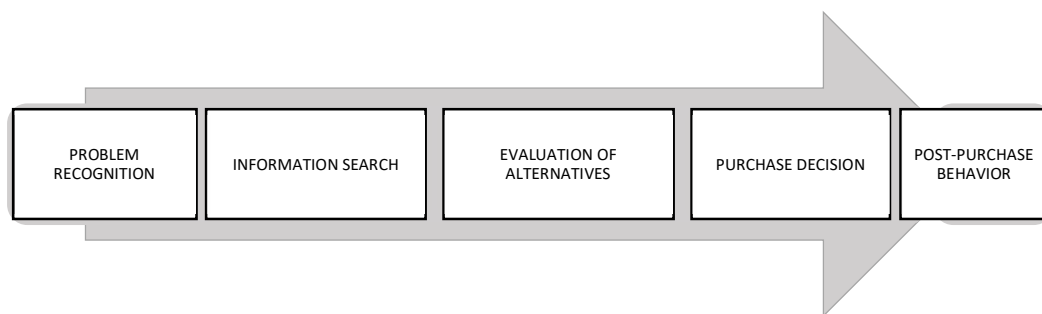 PROBLEM
RECOGNITION
INFORMATION SEARCH
EVALUATION OF
ALTERNATIVES
PURCHASE DECISION
POST-PURCHASE
BEHAVIOR